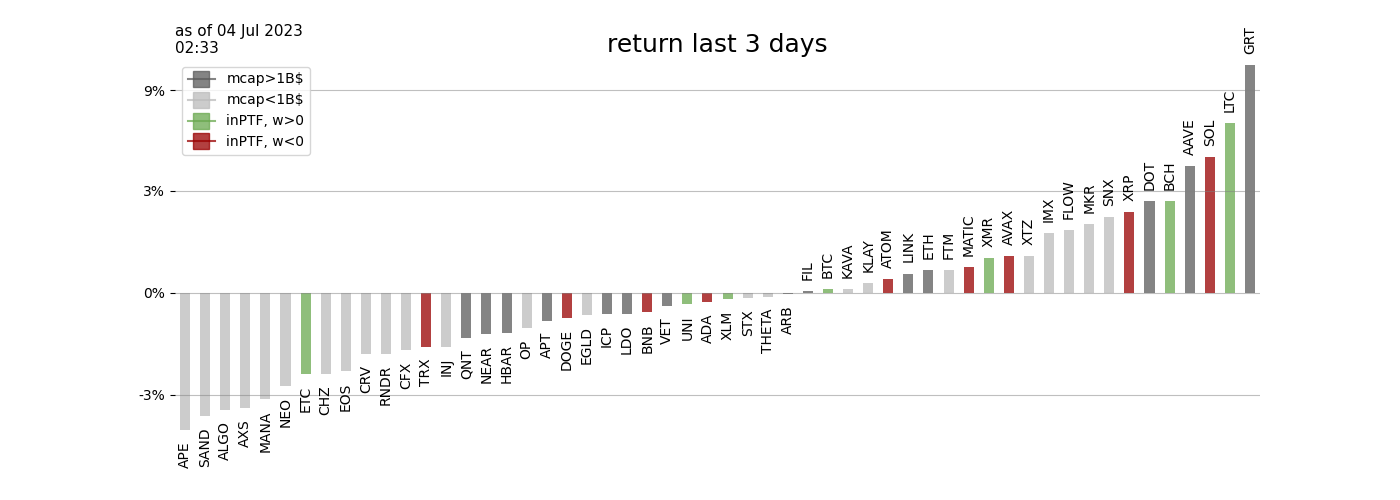 as of 04 Jul 2023
02:33
return last 3 days
mcap>1B$
mcap<1B$
inPTF, w>0
inPTF, w<0
9%
3%
0%
-3%
APE
SAND
ALGO
AXS
MANA
NEO
ETC
CHZ
EOS
CRV
RNDR
CFX
TRX
INJ
QNT
NEAR
HBAR
OP
APT
DOGE
EGLD
ICP
LDO
BNB
VET
UNI
ADA
XLM
STX
THETA
ARB
FIL
BTC
KAVA
KLAY
ATOM
LINK
ETH
FTM
MATIC
XMR
AVAX
XTZ
IMX
FLOW
MKR
SNX
XRP
DOT
BCH
AAVE
SOL
LTC
GRT